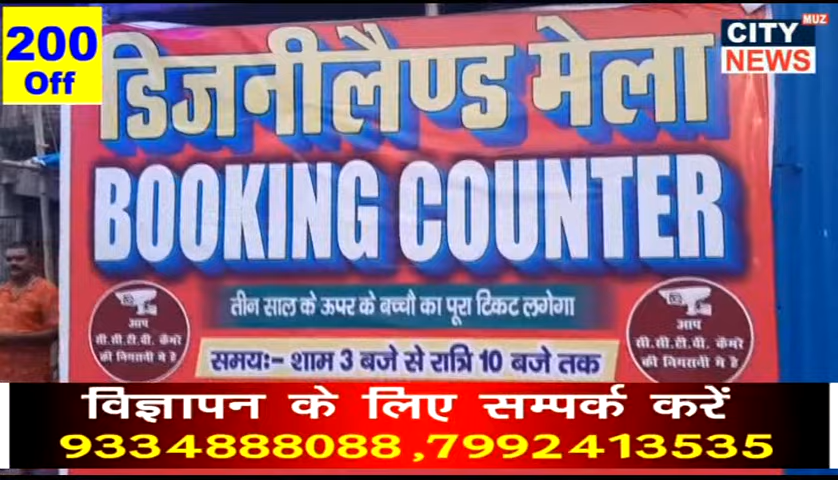 200
Off
MUZ
CITY
NEWS
डिजनीलैण्ड मेला
BOOKING COUNTER
तीन साल के ऊपर के बच्चौ का पूरा टिकट लगेगा
आप
सी.सी.टी.वी. कैमरे
की निगरानी मे है
आप
सी.सी.टी.वी. कैमरे
की निगरानी मे है
समय:- शाम 3 बजे से रात्रि 10 बजे तक
विज्ञापन के लिए सम्पर्क करें
9334888088,7992413535